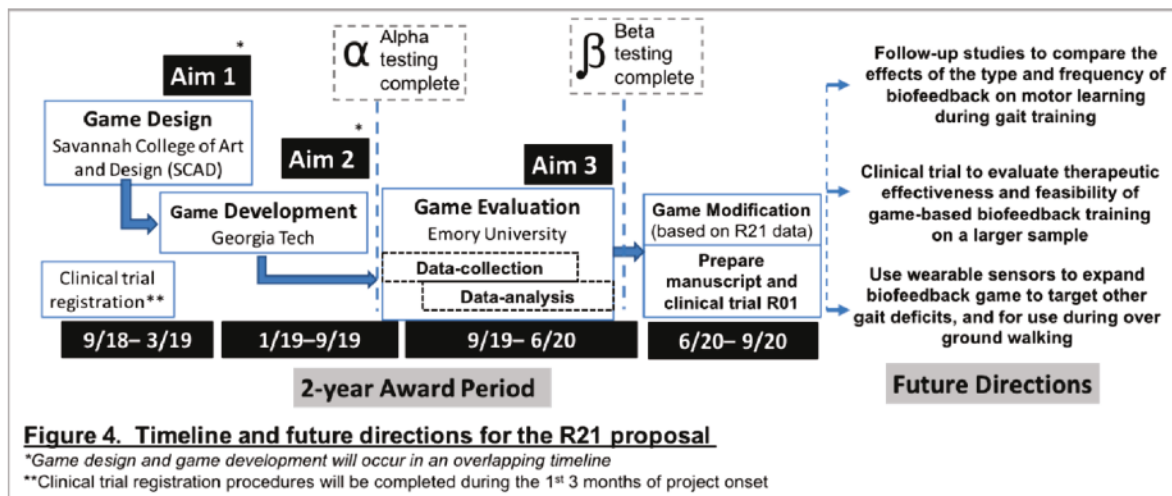 *
Aim 1
Game Design
Savannah College of Art
and Design (SCAD)
α
Alpha
testing
complete
*
Aim 2
Game Development
Georgia Tech
β
Beta
testing
complete
Aim 3
Game Evaluation
Emory University
Data-collection
Data-analysis
Game Modification
(based on R21 data)
Prepare
manuscript and
clinical trial R01
Clinical trial
registration**
9/18– 3/19
1/19–9/19
9/19– 6/20
6/20– 9/20
2-year Award Period
Follow-up studies to compare the
effects of the type and frequency of
biofeedback on motor learning
during gait training
Clinical trial to evaluate therapeutic
effectiveness and feasibility of
game-based biofeedback training
on a larger sample
Use wearable sensors to expand
biofeedback game to target other
gait deficits, and for use during over
ground walking
Future Directions
Figure 4. Timeline and future directions for the R21 proposal
*Game design and game development will occur in an overlapping timeline
**Clinical trial registration procedures will be completed during the 1st 3 months of project onset